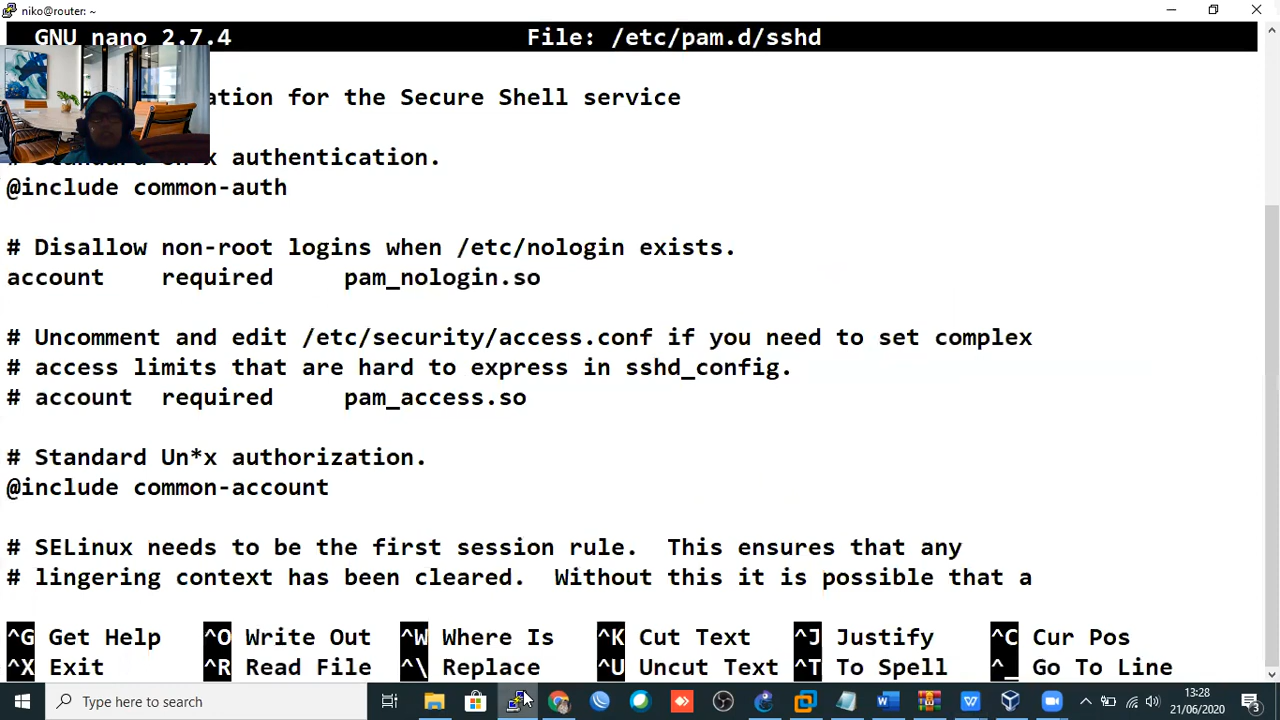 niko@router: ~
GNU nano 2.7.4 File: /etc/pam.d/sshd
ation for the Secure Shell service
x authentication.
@include common-auth
# Disallow non-root logins when /etc/nologin exists.
account required pam_nologin.so
# Uncomment and edit /etc/security/access.conf if you need to set complex
# access limits that are hard to express in sshd_config.
# account required pam_access.so
# Standard Un*x authorization.
@include common-account
# SELinux needs to be the first session rule. This ensures that any
# lingering context has been cleared. Without this it is possible that a
^G Get Help ^O Write Out ^W Where Is ^K Cut Text ^J Justify ^C Cur Pos
^X Exit ^R Read File ^\ Replace ^U Uncut Text ^T To Spell ^_ Go To Line
Type here to search
13:28
21/06/2020
3